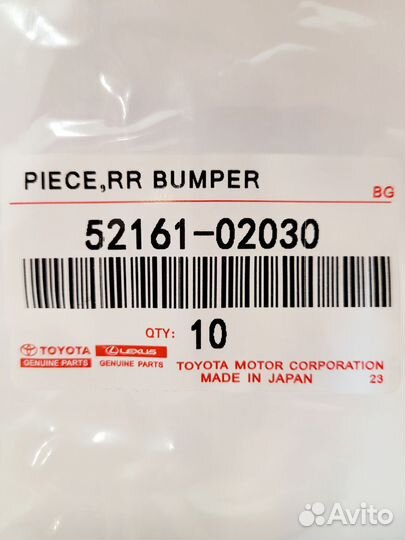 PIECE,RR BUMPER
BG
52161-02030
QTY: 10
TOYOTA LEXUS
GENUINE PARTS GENUINE PARTS
TOYOTA MOTOR CORPORATION
MADE IN JAPAN 23
Avito